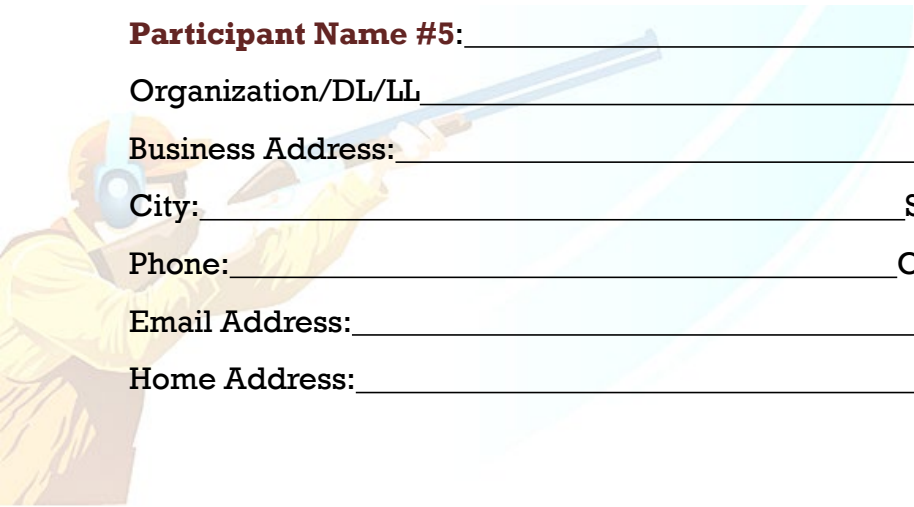 Participant Name #5:
Organization/DL/LL
Business Address:
City:
Phone:
Email Address:
Home Address: